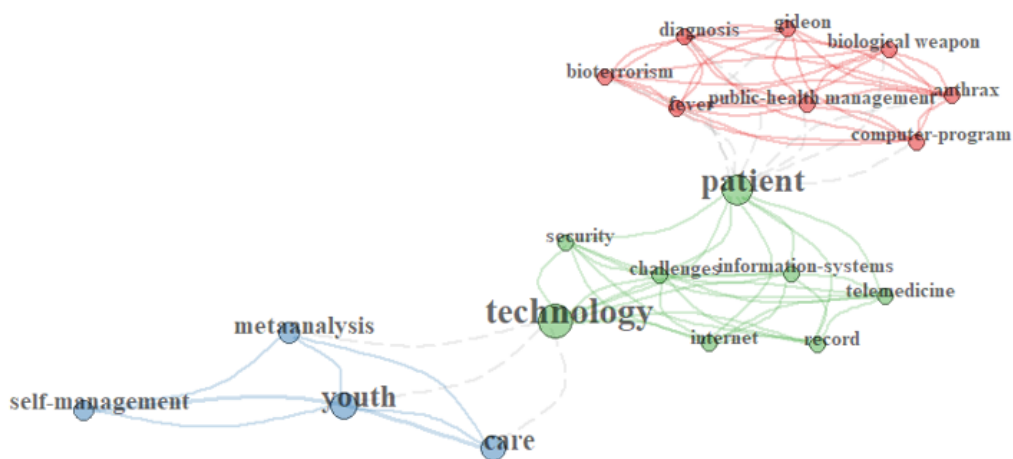 gideon
diagnosis
biological weapon
bioterrorism
anthrax
fever
public-health management
computer-program
patient
security
information-systems
challenges
telemedicine
technology
metaanalysis
internet
record
self-management
youth
care